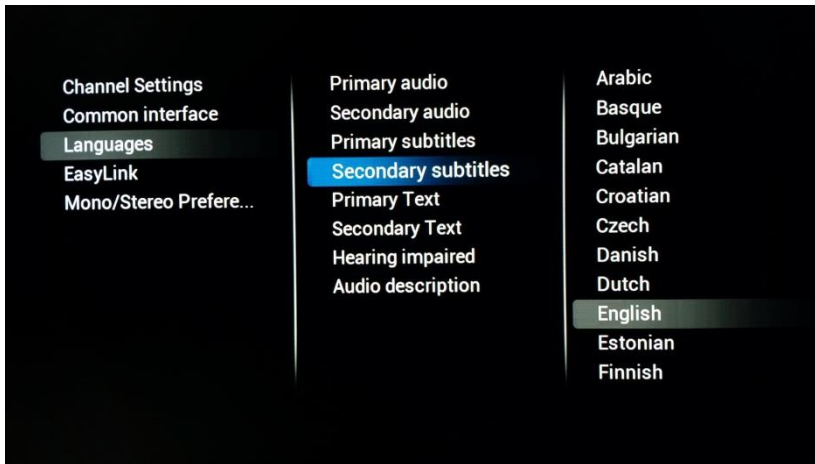 Channel Settings
Common interface
Languages
EasyLink
Mono/Stereo Prefere...
Primary audio
Secondary audio
Primary subtitles
Secondary subtitles
Primary Text
Secondary Text
Hearing impaired
Audio description
Arabic
Basque
Bulgarian
Catalan
Croatian
Czech
Danish
Dutch
English
Estonian
Finnish